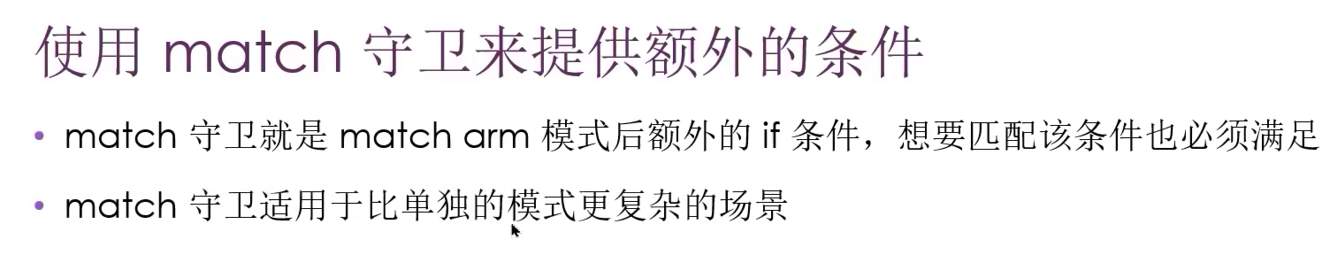 使用 match 守卫来提供额外的条件
• match 守卫就是 match arm 模式后额外的 if 条件，想要匹配该条件也必须满足
• match 守卫适用于比单独的模式更复杂的场景